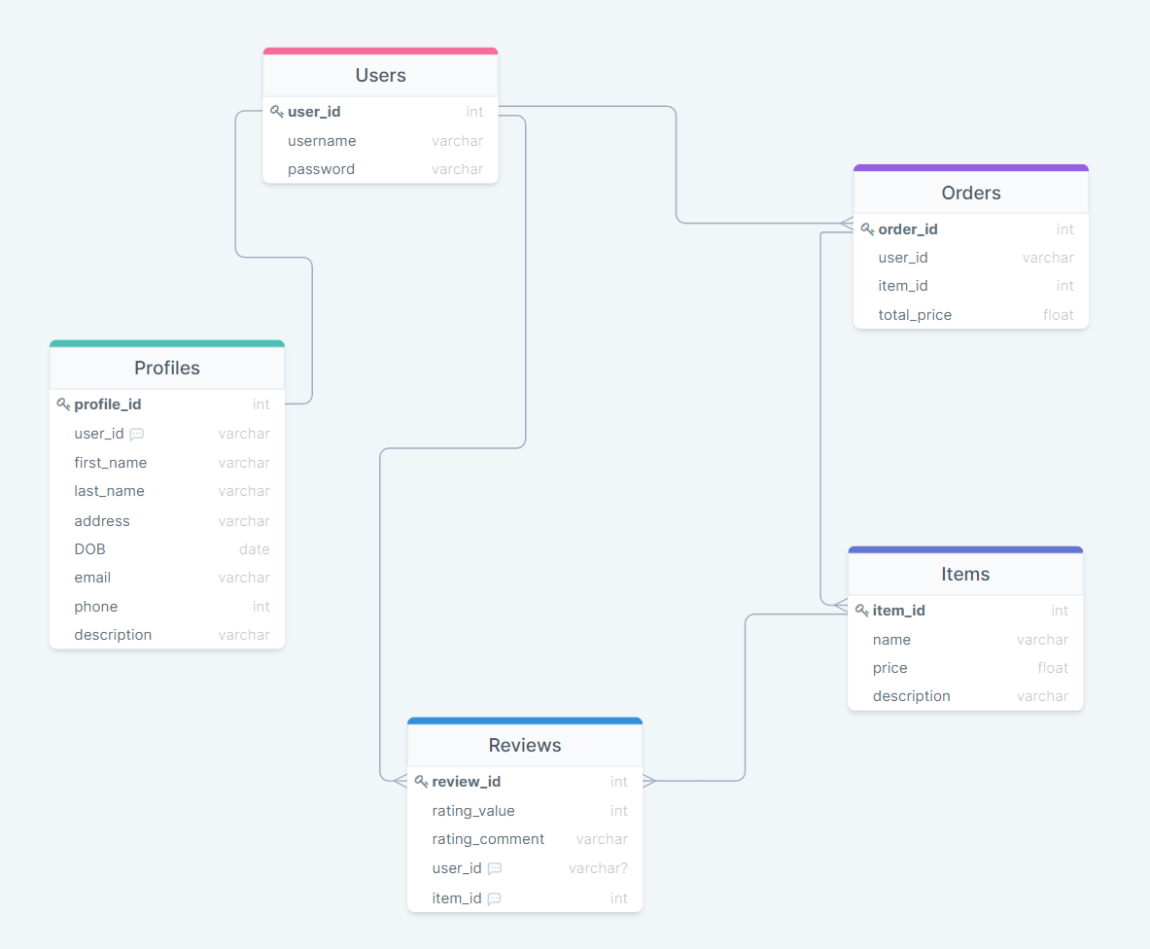 Users
user_id int
username varchar
password varchar
Orders
order_id int
user_id varchar
item_id int
total_price float
Profiles
profile_id int
user_id varchar
first_name varchar
last_name varchar
address varchar
DOB date
email varchar
phone int
description varchar
Items
item_id int
name varchar
price float
description varchar
Reviews
review_id int
rating_value int
rating_comment varchar
user_id varchar?
item_id int